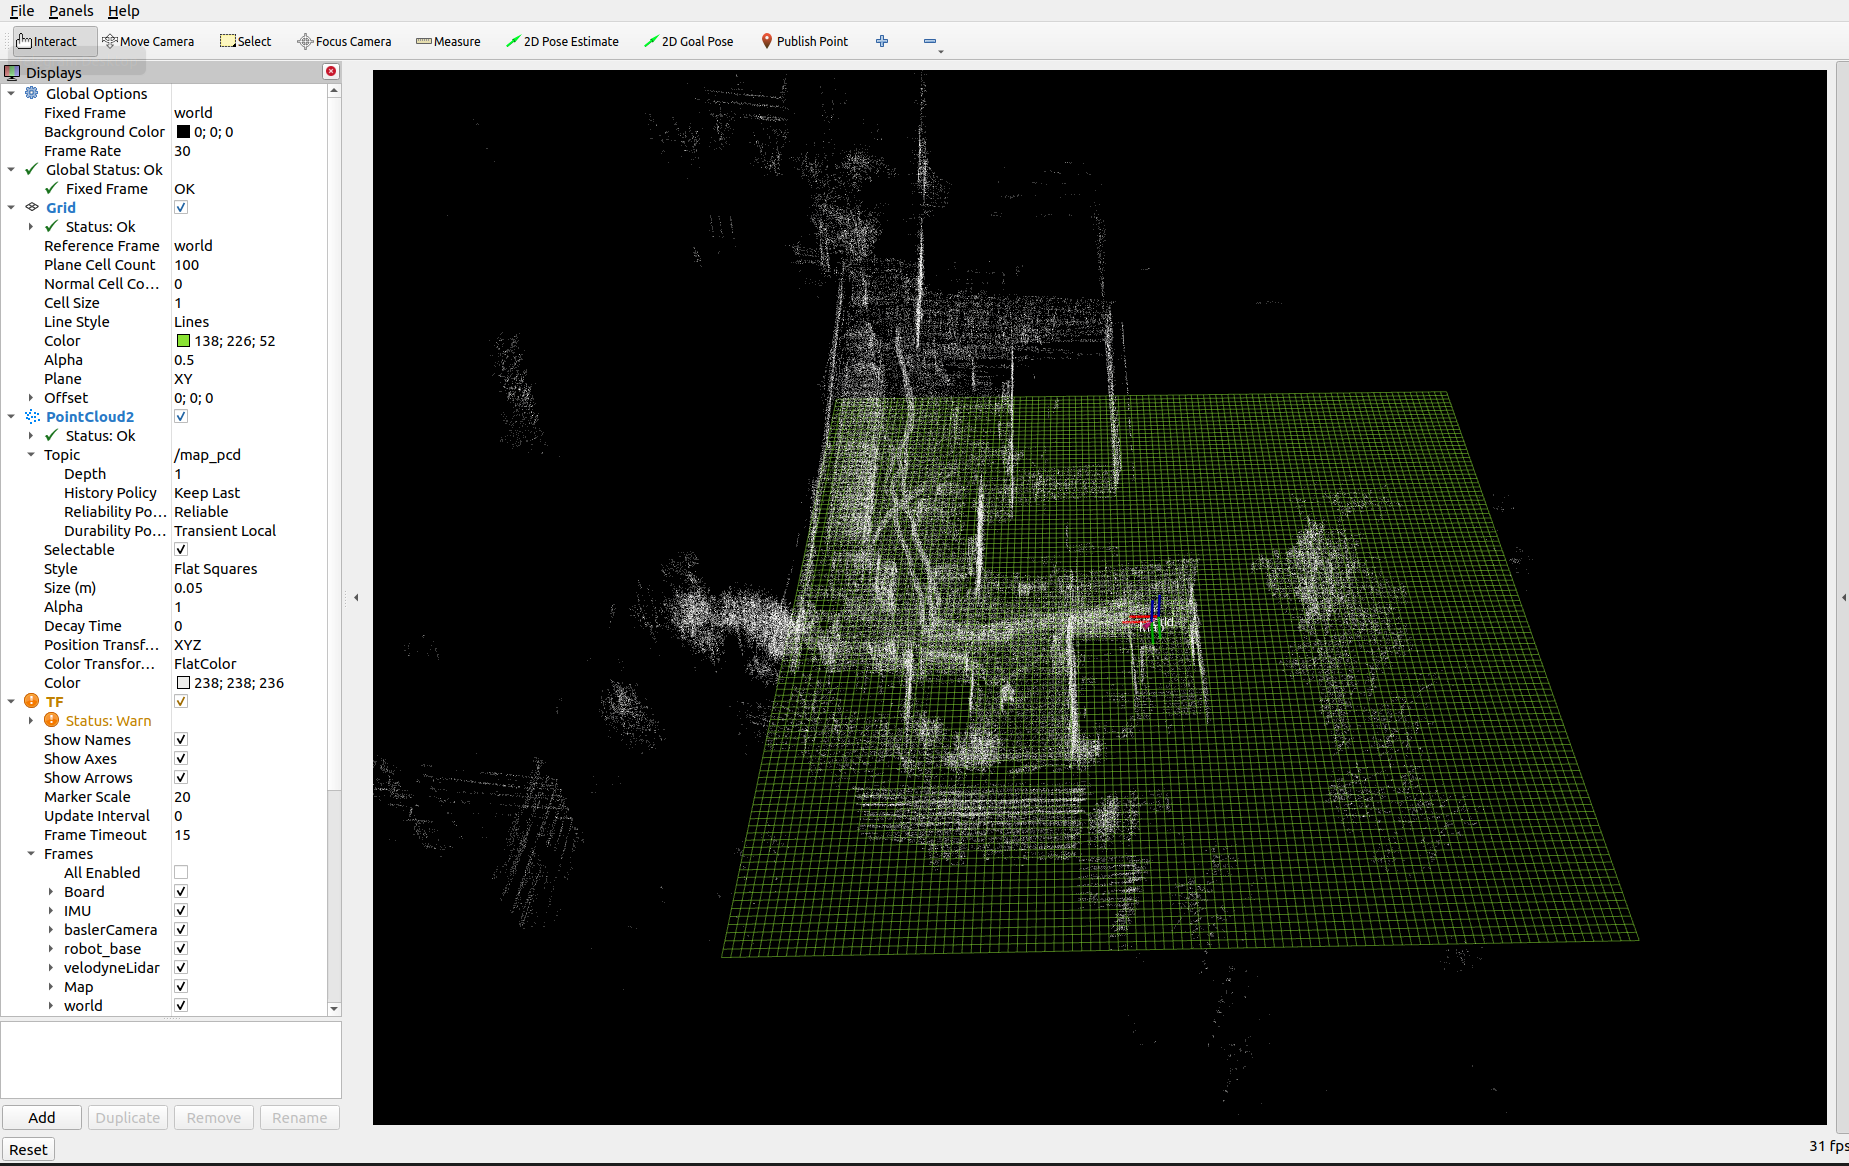 File Panels Help
Interact Move Camera Select Focus Camera Measure 2D Pose Estimate 2D Goal Pose Publish Point
Displays
Global Options
Fixed Frame world
Background Color 0; 0; 0
Frame Rate 30
Global Status: Ok
Fixed Frame OK
Grid
Status: Ok
Reference Frame world
Plane Cell Count 100
Normal Cell Co... 0
Cell Size 1
Line Style Lines
Color 138; 226; 52
Alpha 0.5
Plane XY
Offset 0; 0; 0
PointCloud2
Status: Ok
Topic /map_pcd
Depth 1
History Policy Keep Last
Reliability Po... Reliable
Durability Po... Transient Local
Selectable
Style Flat Squares
Size (m) 0.05
Alpha 1
Decay Time 0
Position Transf... XYZ
Color Transfor... FlatColor
Color 238; 238; 236
TF
Status: Warn
Show Names
Show Axes
Show Arrows
Marker Scale 20
Update Interval 0
Frame Timeout 15
Frames
All Enabled
Board
IMU
baslerCamera
robot_base
velodyneLidar
Map
world
Add Duplicate Remove Rename
Reset
31 fps